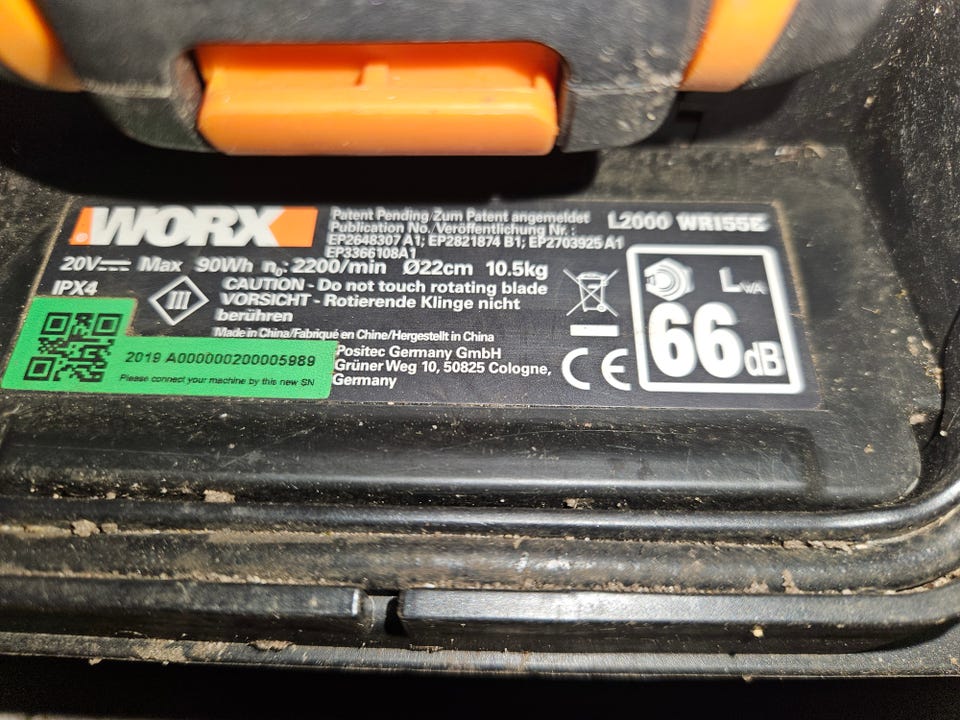 WORX
Patent Pending/Zum Patent angemeldet
Publication No./Veröffentlichung Nr.:
EP2648307 A1; EP2821874 B1; EP2703925 A1
EP3366108A1
L2000 WR155E
20V Max 90Wh n₀:2200/min Ø22cm 10.5kg
IPX4
III
CAUTION - Do not touch rotating blade
VORSICHT - Rotierende Klinge nicht
berühren
Made in China/Fabriqué en Chine/Hergestellt in China
2019 A000000200005989
Please connect your machine by this new SN
Positec Germany GmbH
Grüner Weg 10, 50825 Cologne,
Germany
CE
LWA
66dB